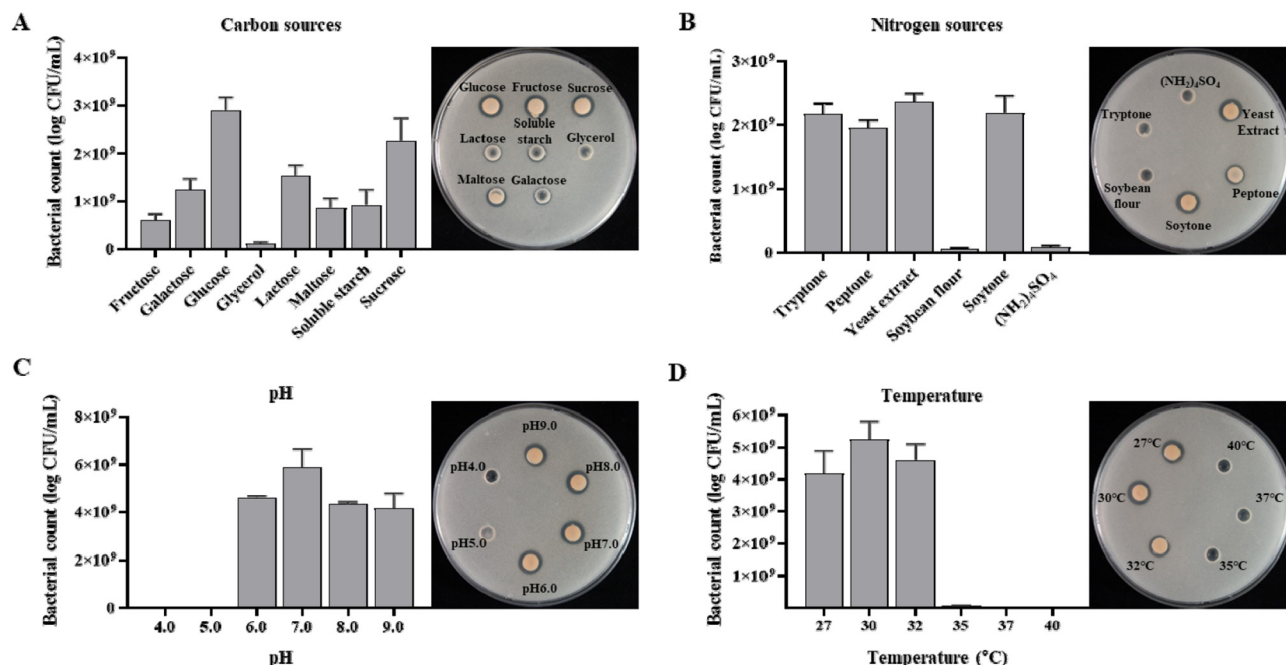 A
Carbon sources
Bacterial count (log CFU/mL)
4×10⁹
3×10⁹
2×10⁹
1×10⁹
0
Fructose
Galactose
Glucose
Glycerol
Lactose
Maltose
Soluble starch
Sucrose
Glucose Fructose Sucrose
Lactose Soluble starch Glycerol
Maltose Galactose
B
Nitrogen sources
Bacterial count (log CFU/mL)
3×10⁹
2×10⁹
1×10⁹
0
Tryptone
Peptone
Yeast extract
Soybean flour
Soytone
(NH₂)₄SO₄
(NH₂)₄SO₄
Tryptone
Yeast
Extract
Soybean
flour
Peptone
Soytone
C
pH
Bacterial count (log CFU/mL)
8×10⁹
6×10⁹
4×10⁹
2×10⁹
0
4.0 5.0 6.0 7.0 8.0 9.0
pH
pH9.0
pH4.0
pH8.0
pH5.0
pH7.0
pH6.0
D
Temperature
Bacterial count (log CFU/mL)
6×10⁹
5×10⁹
4×10⁹
3×10⁹
2×10⁹
1×10⁹
27 30 32 35 37 40
Temperature (°C)
27°C
40°C
30°C
37°C
32°C
35°C